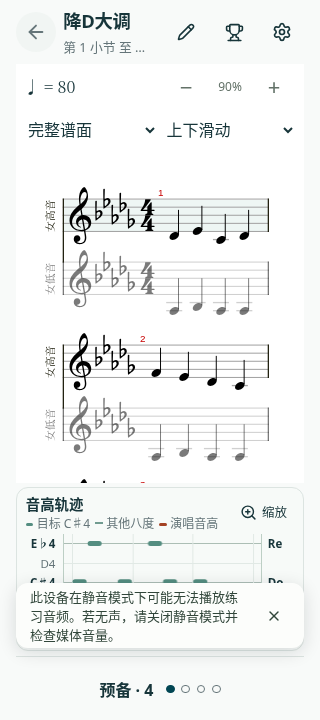 降D大调
第 1 小节 至 ...
♩ = 80
90%
完整谱面
上下滑动
1
女高音
女低音
2
女高音
女低音
音高轨迹
目标 C♯4 其他八度 演唱音高
缩放
E♭4 Re
D4
C♯4 Do
此设备在静音模式下可能无法播放练
习音频。若无声，请关闭静音模式并
检查媒体音量。
预备 · 4